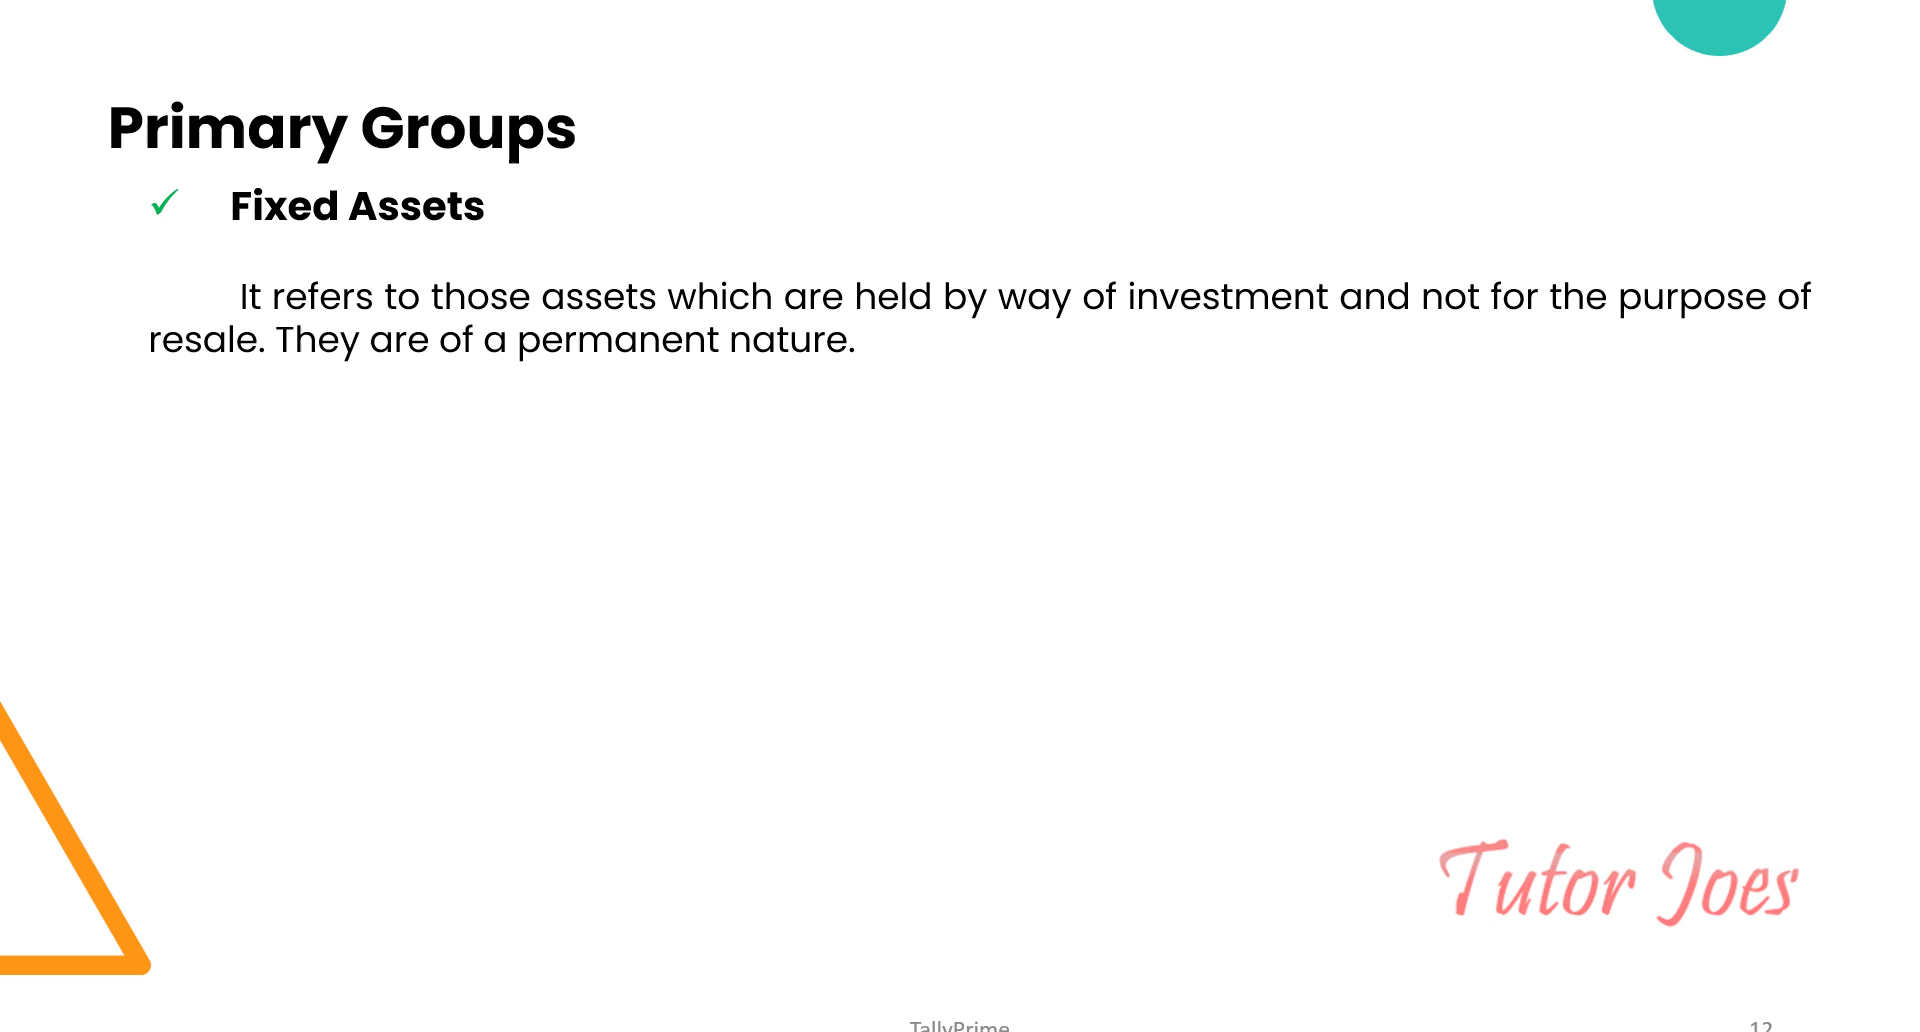 Primary Groups
✓ Fixed Assets
It refers to those assets which are held by way of investment and not for the purpose of
resale. They are of a permanent nature.
Tutor Joes
TallyPrime
12